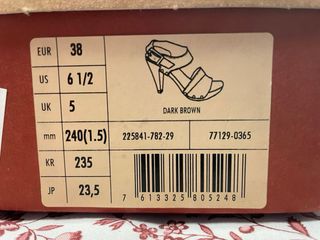 EUR 38
US 6 1/2
UK 5
DARK BROWN
mm 240(1.5) 225841-782-29 77129-0365
KR 235
JP 23,5
7 613325 805248